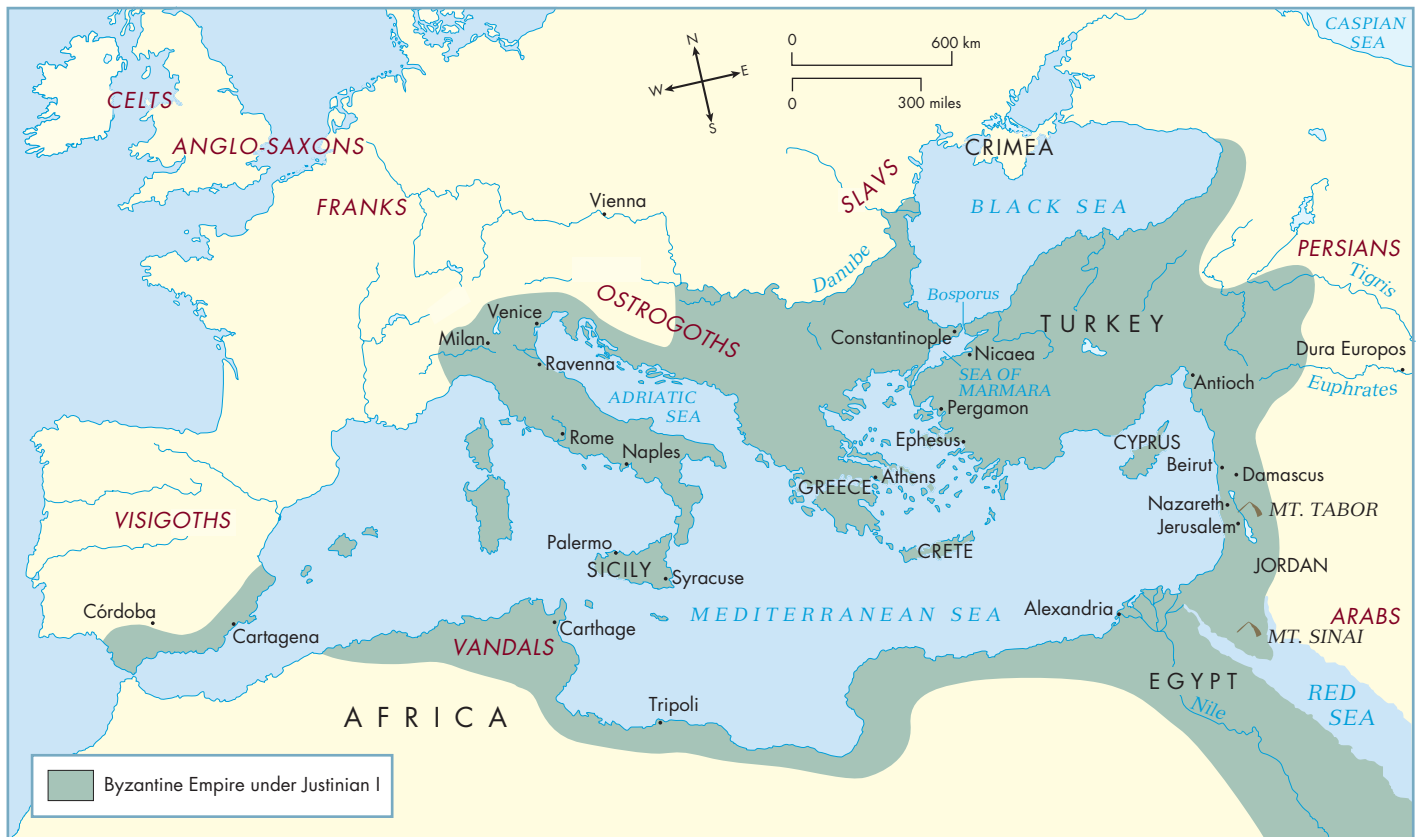 CASPIAN
SEA
N
W
E
S
0
600 km
0
300 miles
CELTS
ANGLO-SAXONS
FRANKS
Vienna
SLAVS
CRIMEA
BLACK SEA
PERSIANS
Tigris
Danube
Bosporus
OSTROGOTHS
Venice
Milan
Ravenna
Constantinople
Nicaea
TURKEY
SEA OF
MARMARA
Dura Europos
Euphrates
Antioch
ADRIATIC
SEA
Pergamon
Rome
Naples
Ephesus
CYPRUS
Beirut
Damascus
GREECE
Athens
VISIGOTHS
Nazareth
MT. TABOR
Jerusalem
Palermo
SICILY
Syracuse
CRETE
JORDAN
Córdoba
Cartagena
Carthage
VANDALS
MEDITERRANEAN SEA
Alexandria
ARABS
MT. SINAI
EGYPT
Nile
RED
SEA
AFRICA
Tripoli
Byzantine Empire under Justinian I